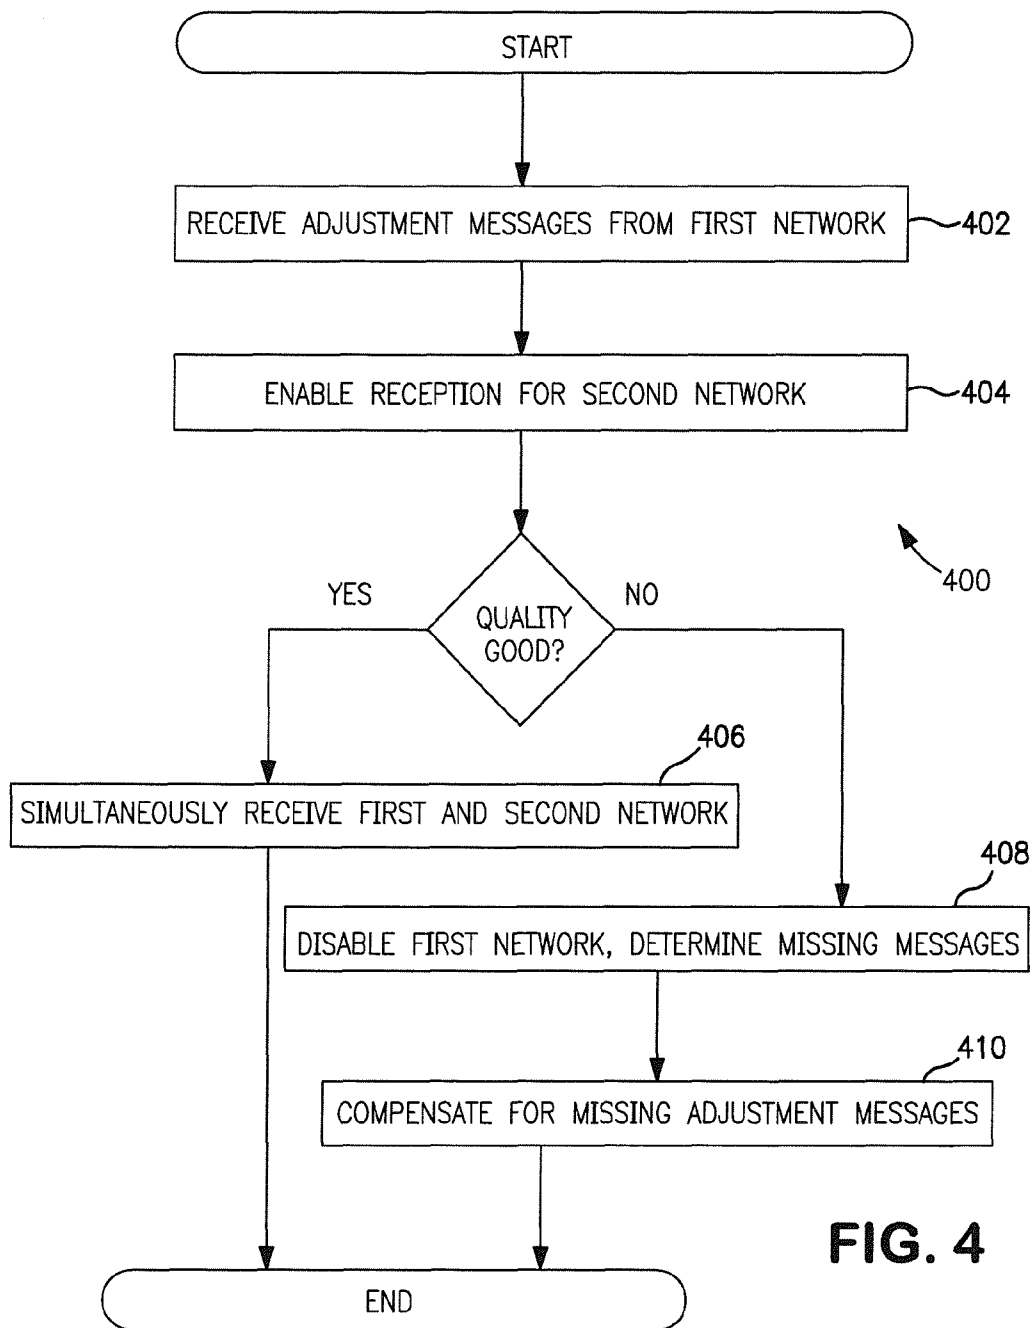 START
RECEIVE ADJUSTMENT MESSAGES FROM FIRST NETWORK
402
ENABLE RECEPTION FOR SECOND NETWORK
404
400
YES
QUALITY
GOOD?
NO
406
SIMULTANEOUSLY RECEIVE FIRST AND SECOND NETWORK
408
DISABLE FIRST NETWORK, DETERMINE MISSING MESSAGES
410
COMPENSATE FOR MISSING ADJUSTMENT MESSAGES
FIG. 4
END